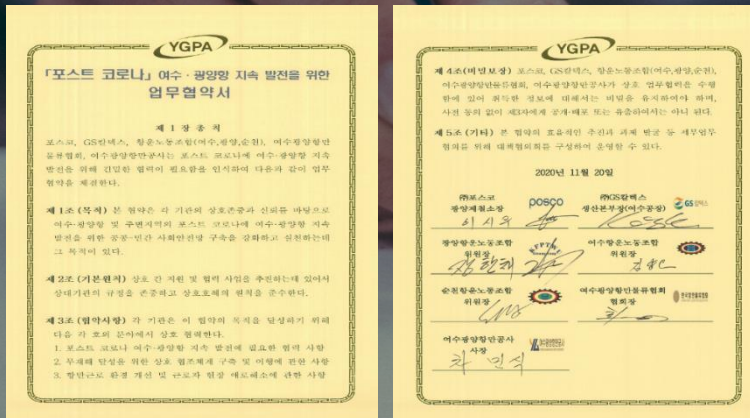 YGPA
「포스트 코로나」 여수 · 광양항 지속 발전을 위한
업무협약서
제 1 장 총 칙
포스코, GS칼텍스, 항운노동조합(여수,광양,순천), 여수광양항만
물류협회, 여수광양항만공사는 포스트 코로나에 여수·광양항 지속
발전을 위해 긴밀한 협력이 필요함을 인식하여 다음과 같이 업무
협약을 체결한다.
제 1조 (목적) 본 협약은 각 기관의 상호존중과 신뢰를 바탕으로
여수·광양항 및 주변지역의 포스트 코로나에 여수·광양항 지속
발전을 위한 공공·민간 사회안전망 구축을 강화하고 실천하는데
그 목적이 있다.
제 2조 (기본원칙) 상호 간 지원 및 협력 사업을 추진하는데 있어서
상대기관의 규정을 존중하고 상호호혜의 원칙을 준수한다.
제 3조 (협약사항) 각 기관은 이 협약의 목적을 달성하기 위해
다음 각 호의 분야에서 상호 협력한다.
1. 포스트 코로나 여수·광양항 지속 발전에 필요한 협력 사항
2. 무재해 달성을 위한 상호 협조체계 구축 및 이행에 관한 사항
3. 항만근로 환경 개선 및 근로자 현장 애로해소에 관한 사항
YGPA
제 4조(비밀보장) 포스코, GS칼텍스, 항운노동조합(여수,광양,순천),
여수광양항만물류협회, 여수광양항만공사가 상호 업무협력을 수행
함에 있어 취득한 정보에 대해서는 비밀을 유지하여야 하며,
사전 동의 없이 제3자에게 공개·배포 또는 유출하여서는 아니 된다.
제 5조 (기타) 본 협약의 효율적인 추진과 과제 발굴 등 세부업무
협의를 위해 대책협의회를 구성하여 운영할 수 있다.
2020년 11월 20일
㈜포스코
광양제철소장
posco
이 시 우
㈜GS칼텍스
생산본부장(여수공장)
GS 칼텍스
광양항운노동조합
위원장
여수항운노동조합
위원장
순천항운노동조합
위원장
여수광양항만물류협회
협회장
여수광양항만공사
사장
차 민 식